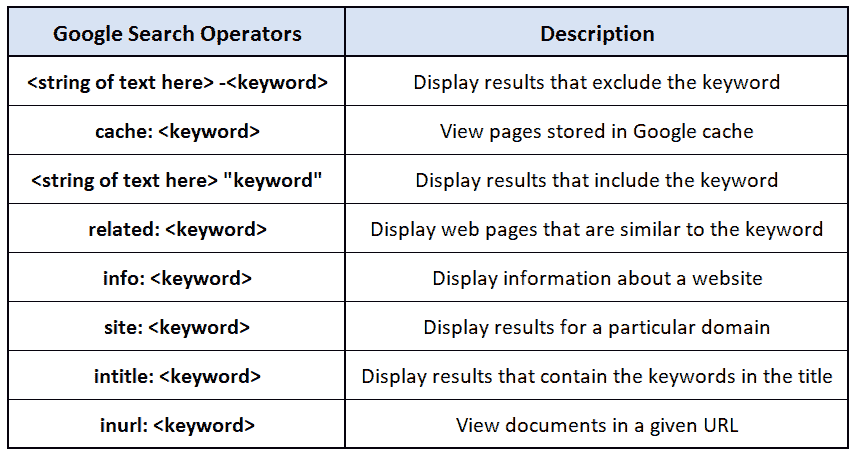 Google Search Operators Description
<string of text here> -<keyword> Display results that exclude the keyword
cache: <keyword> View pages stored in Google cache
<string of text here> "keyword" Display results that include the keyword
related: <keyword> Display web pages that are similar to the keyword
info: <keyword> Display information about a website
site: <keyword> Display results for a particular domain
intitle: <keyword> Display results that contain the keywords in the title
inurl: <keyword> View documents in a given URL